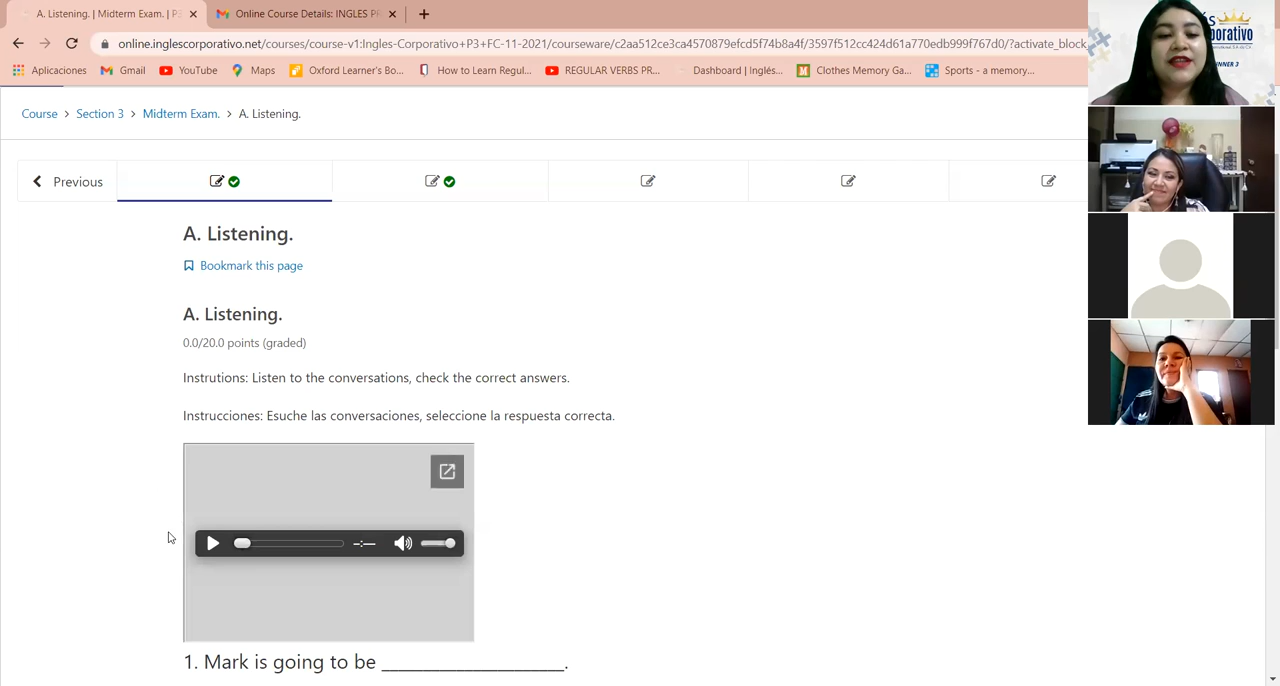 A. Listening. | Midterm Exam. | P
Online Course Details: INGLES PR
online.inglescorporativo.net/courses/course-v1:Ingles-Corporativo+P3+FC-11-2021/courseware/c2aa512ce3ca4570879efcd5f74b8a4f/3597f512cc424d61a770edb999f767d0/?activate_block
Aplicaciones
Gmail
YouTube
Maps
Oxford Learner's Bo...
How to Learn Regul...
REGULAR VERBS PR...
Dashboard | Inglés...
Clothes Memory Ga...
Sports - a memory...
Course > Section 3 > Midterm Exam. > A. Listening.
Previous
A. Listening.
Bookmark this page
A. Listening.
0.0/20.0 points (graded)
Instrutions: Listen to the conversations, check the correct answers.
Instrucciones: Esuche las conversaciones, seleccione la respuesta correcta.
-:--
1. Mark is going to be ______________________.